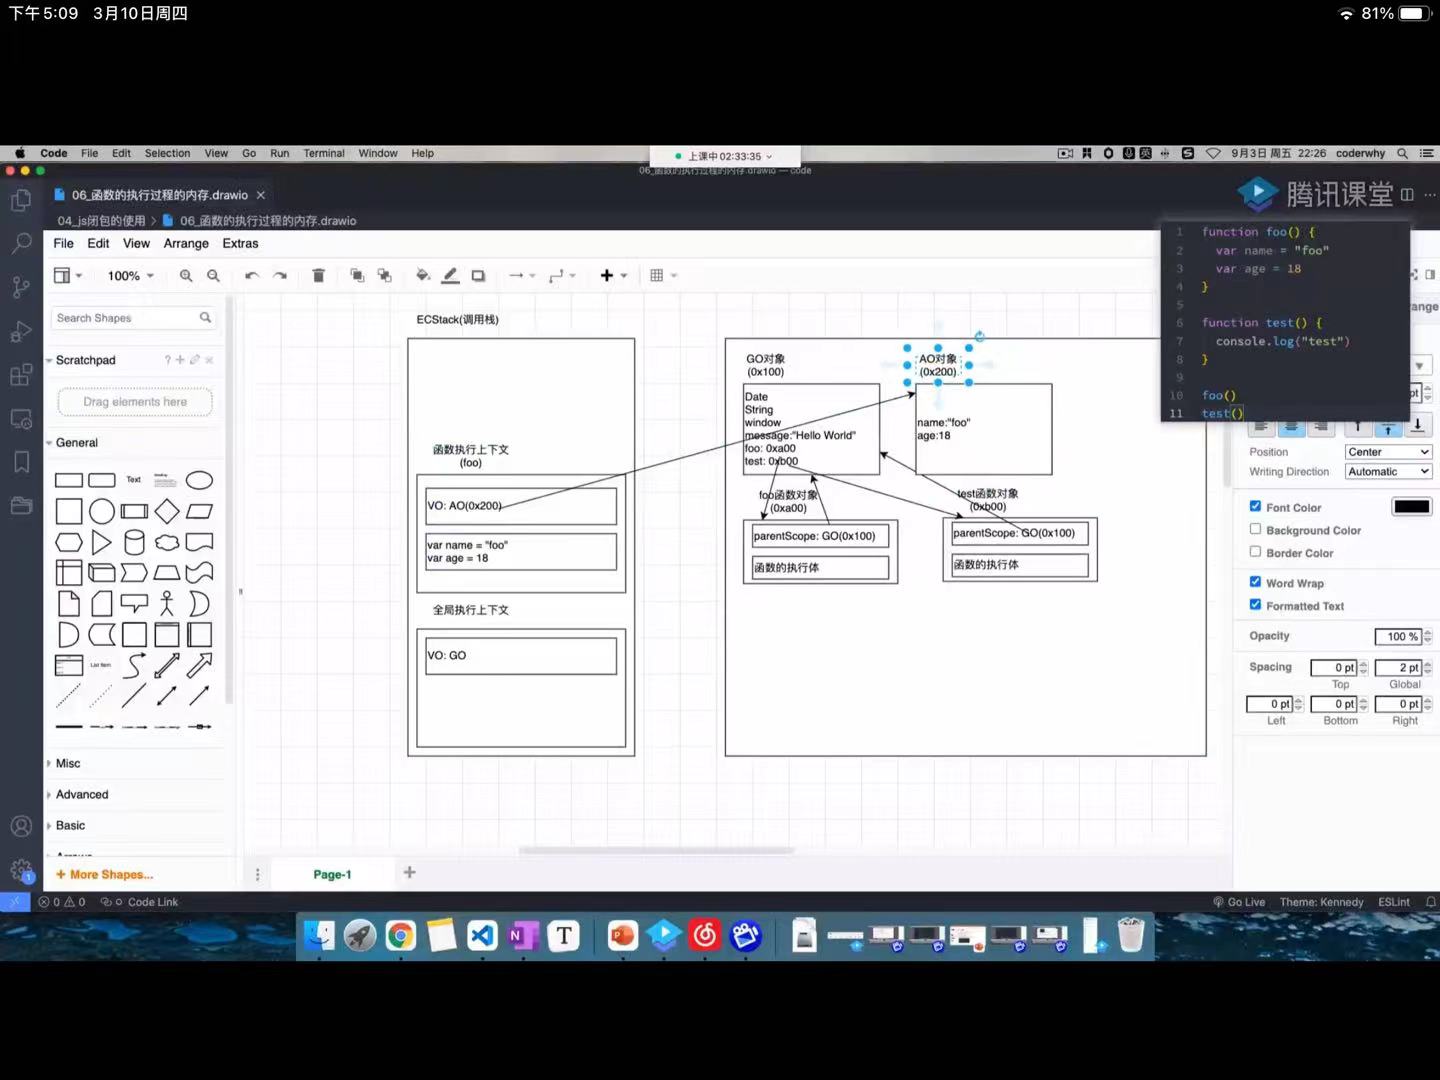 下午5:09 3月10日周四
81%
Code File Edit Selection View Go Run Terminal Window Help
上课中 02:33:35
9月3日 周五 22:26 coderwhy
06_函数的执行过程的内存.drawio — code
06_函数的执行过程的内存.drawio
腾讯课堂
04_js闭包的使用 > 06_函数的执行过程的内存.drawio
File Edit View Arrange Extras
100%
Search Shapes
Scratchpad
Drag elements here
General
Text
List Item
Misc
Advanced
Basic
+ More Shapes...
ECStack(调用栈)
函数执行上下文
(foo)
VO: AO(0x200)
var name = "foo"
var age = 18
全局执行上下文
VO: GO
GO对象
(0x100)
Date
String
window
message:"Hello World"
foo: 0xa00
test: 0xb00
AO对象
(0x200)
name:"foo"
age:18
foo函数对象
(0xa00)
parentScope: GO(0x100)
函数的执行体
test函数对象
(0xb00)
parentScope: GO(0x100)
函数的执行体
1 function foo() {
2 var name = "foo"
3 var age = 18
4 }
5
6 function test() {
7 console.log("test")
8 }
9
10 foo()
11 test()
ange
pt
Position Center
Writing Direction Automatic
Font Color
Background Color
Border Color
Word Wrap
Formatted Text
Opacity 100 %
Spacing 0 pt 2 pt
Top Global
0 pt 0 pt 0 pt
Left Bottom Right
Page-1
1
0 0 Code Link
Go Live Theme: Kennedy ESLint
N T P